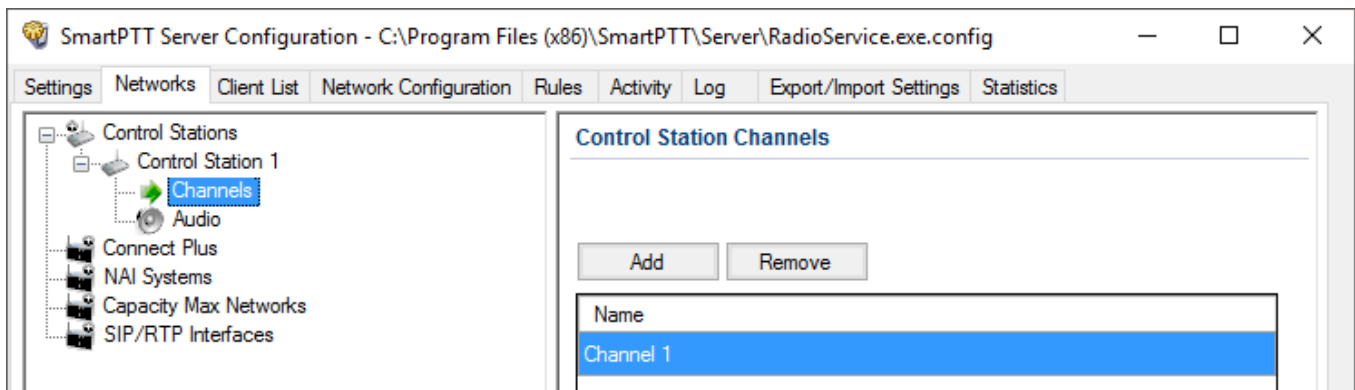 SmartPTT Server Configuration - C:\Program Files (x86)\SmartPTT\Server\RadioService.exe.config
Settings Networks Client List Network Configuration Rules Activity Log Export/Import Settings Statistics
Control Stations
Control Station 1
Channels
Audio
Connect Plus
NAI Systems
Capacity Max Networks
SIP/RTP Interfaces
Control Station Channels
Add Remove
Name
Channel 1